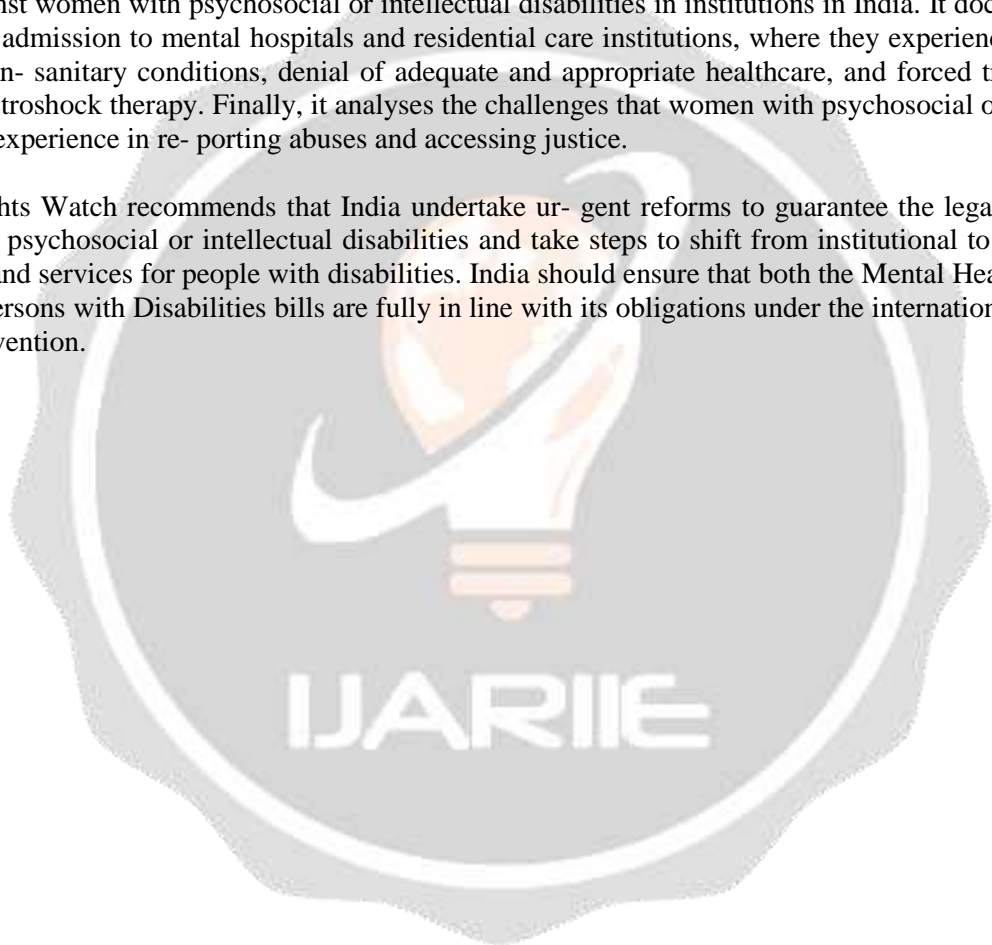 nst women with psychosocial or intellectual disabilities in institutions in India. It doc
admission to mental hospitals and residential care institutions, where they experienc
n- sanitary conditions, denial of adequate and appropriate healthcare, and forced t
troshock therapy. Finally, it analyses the challenges that women with psychosocial o
experience in re- porting abuses and accessing justice.
hts Watch recommends that India undertake ur- gent reforms to guarantee the lega
psychosocial or intellectual disabilities and take steps to shift from institutional to
and services for people with disabilities. India should ensure that both the Mental Hea
ersons with Disabilities bills are fully in line with its obligations under the internation
vention.
IJARIIE